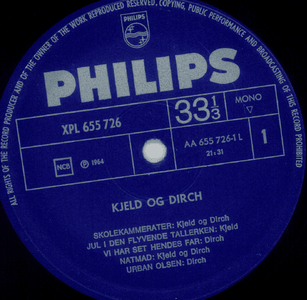 ALL RIGHTS OF THE RECORD PRODUCER AND OF THE OWNER OF THE WORK REPRODUCED RESERVED, COPYING, PUBLIC PERFORMANCE AND BROADCASTING OF THIS RECORD PROHIBITED
PHILIPS
XPL 655 726
33 1/3
MONO
NCB
℗ 1964
AA 655 726-1 L
21:31
1
KJELD OG DIRCH
SKOLEKAMMERATER: Kjeld og Dirch
JUL I DEN FLYVENDE TALLERKEN: Kjeld
VI HAR SET HENDES FAR: Dirch
NATMAD: Kjeld og Dirch
URBAN OLSEN: Dirch